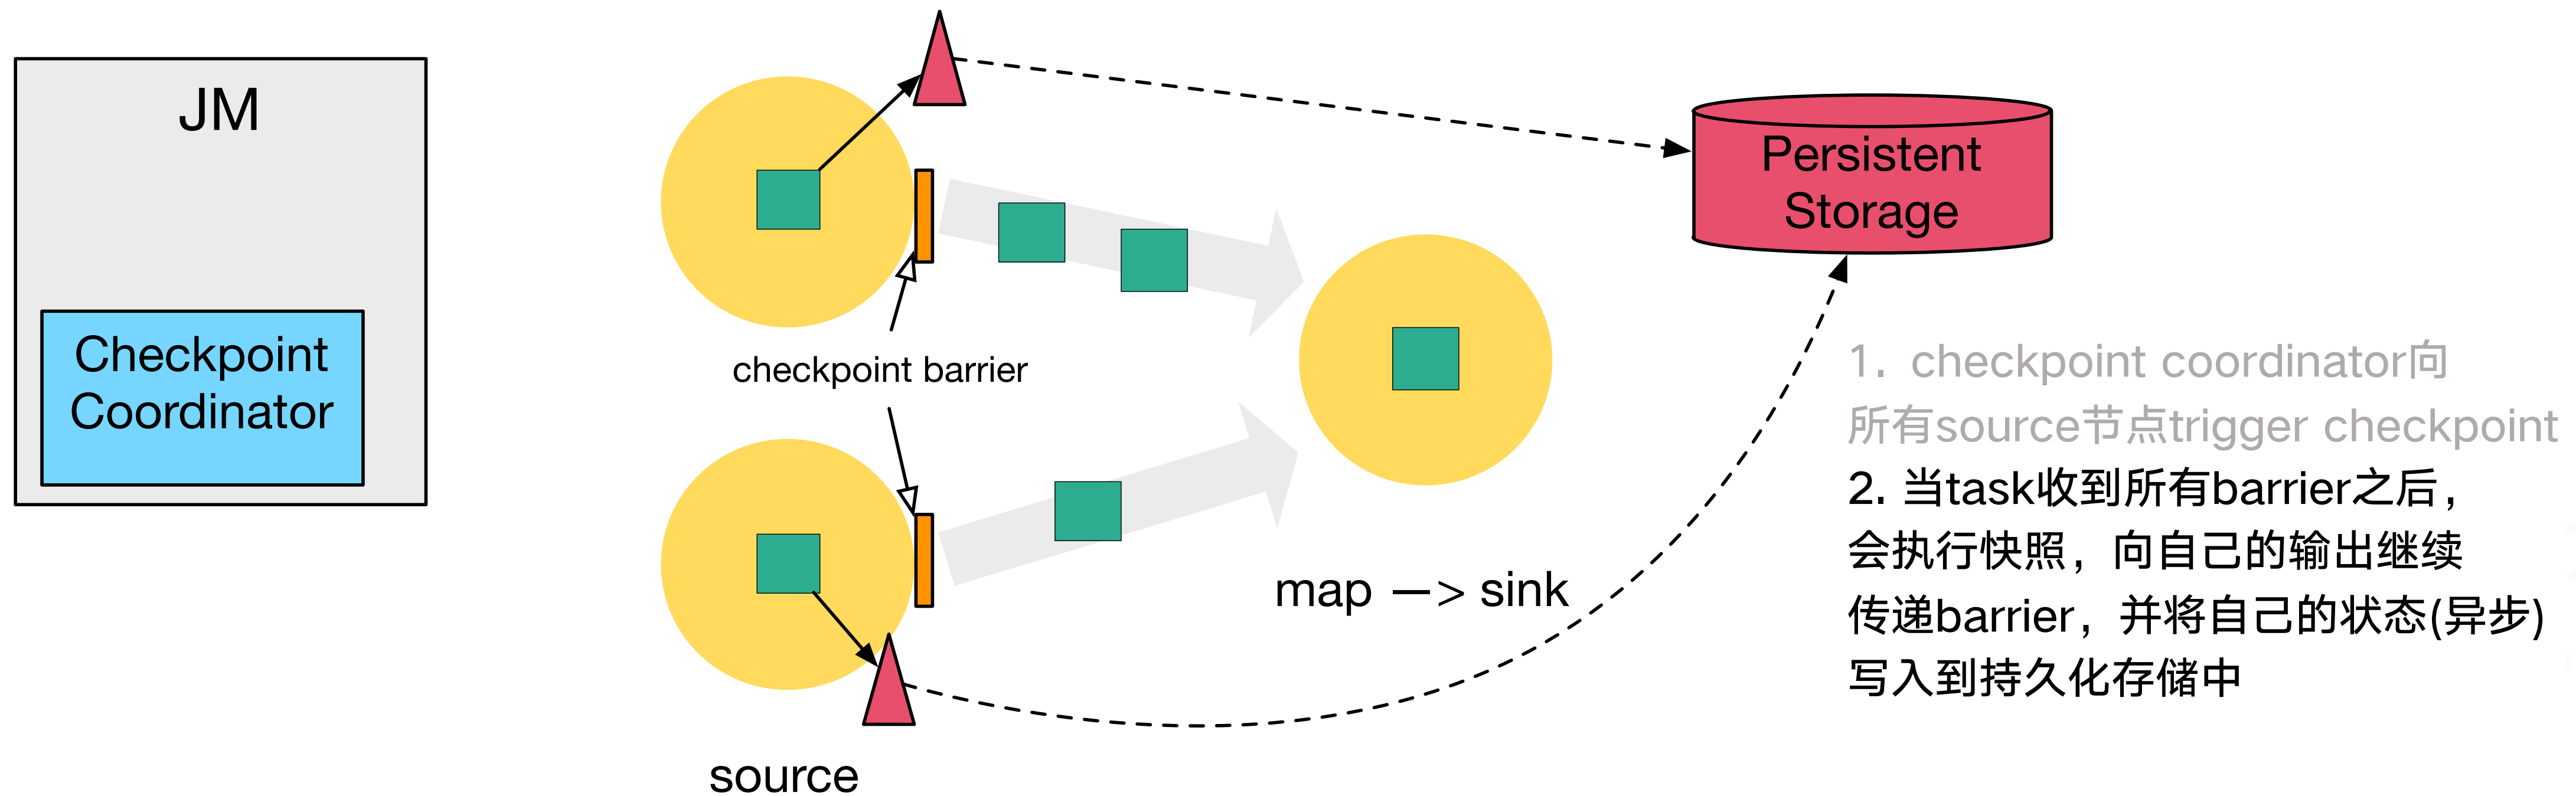 JM
Checkpoint
Coordinator
checkpoint barrier
source
map —> sink
Persistent
Storage
1. checkpoint coordinator向
所有source节点trigger checkpoint
2. 当task收到所有barrier之后，
会执行快照，向自己的输出继续
传递barrier，并将自己的状态(异步)
写入到持久化存储中